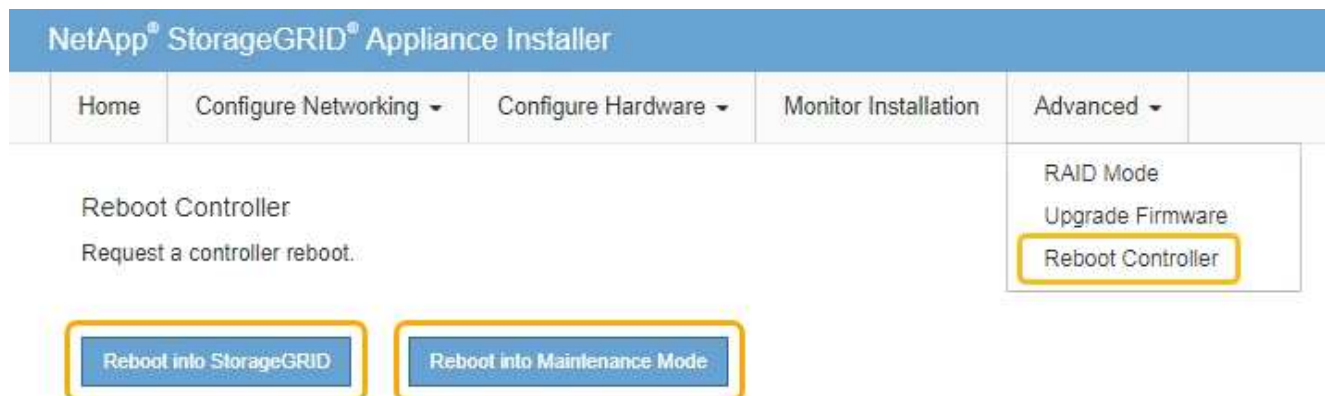 NetApp® StorageGRID® Appliance Installer
Home Configure Networking Configure Hardware Monitor Installation Advanced
RAID Mode
Upgrade Firmware
Reboot Controller
Reboot Controller
Request a controller reboot.
Reboot into StorageGRID Reboot into Maintenance Mode